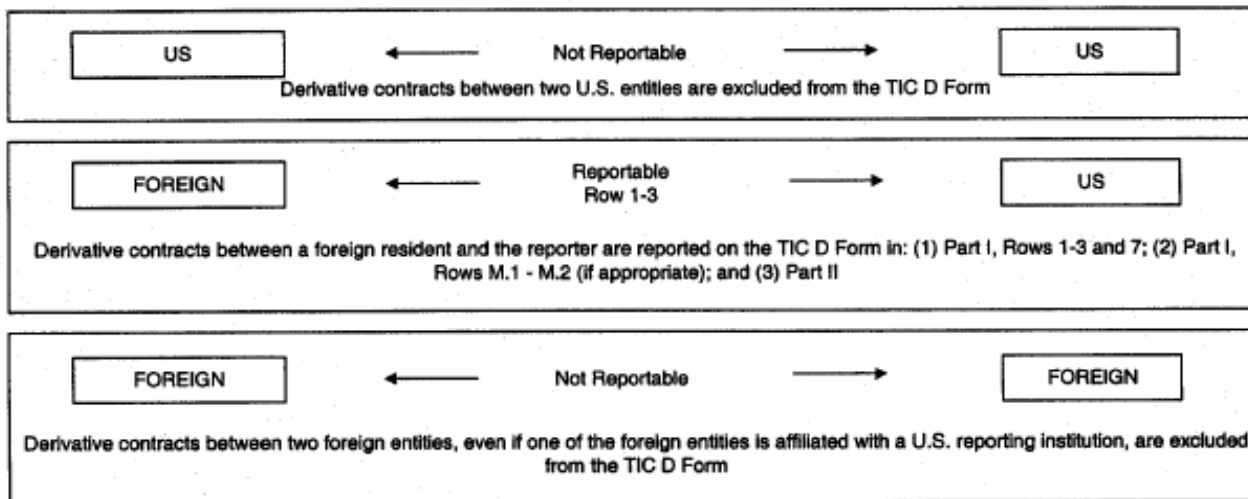 US Not Reportable US
Derivative contracts between two U.S. entities are excluded from the TIC D Form
FOREIGN Reportable US
Row 1-3
Derivative contracts between a foreign resident and the reporter are reported on the TIC D Form in: (1) Part I, Rows 1-3 and 7; (2) Part I,
Rows M.1 - M.2 (if appropriate); and (3) Part II
FOREIGN Not Reportable FOREIGN
Derivative contracts between two foreign entities, even if one of the foreign entities is affiliated with a U.S. reporting institution, are excluded
from the TIC D Form